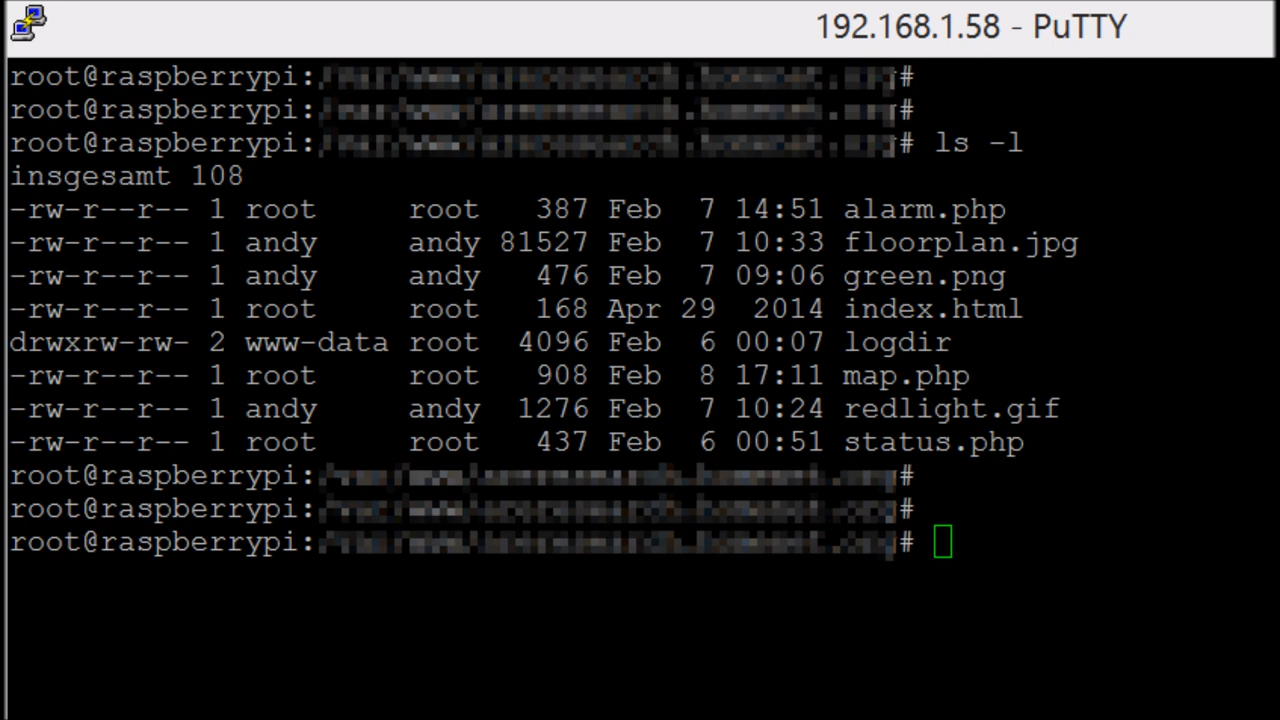 192.168.1.58 - PuTTY
root@raspberrypi: #
root@raspberrypi: #
root@raspberrypi: # ls -l
insgesamt 108
-rw-r--r-- 1 root     root   387 Feb  7 14:51 alarm.php
-rw-r--r-- 1 andy     andy 81527 Feb  7 10:33 floorplan.jpg
-rw-r--r-- 1 andy     andy   476 Feb  7 09:06 green.png
-rw-r--r-- 1 root     root   168 Apr 29  2014 index.html
drwxrw-rw- 2 www-data root  4096 Feb  6 00:07 logdir
-rw-r--r-- 1 root     root   908 Feb  8 17:11 map.php
-rw-r--r-- 1 andy     andy  1276 Feb  7 10:24 redlight.gif
-rw-r--r-- 1 root     root   437 Feb  6 00:51 status.php
root@raspberrypi: #
root@raspberrypi: #
root@raspberrypi: #